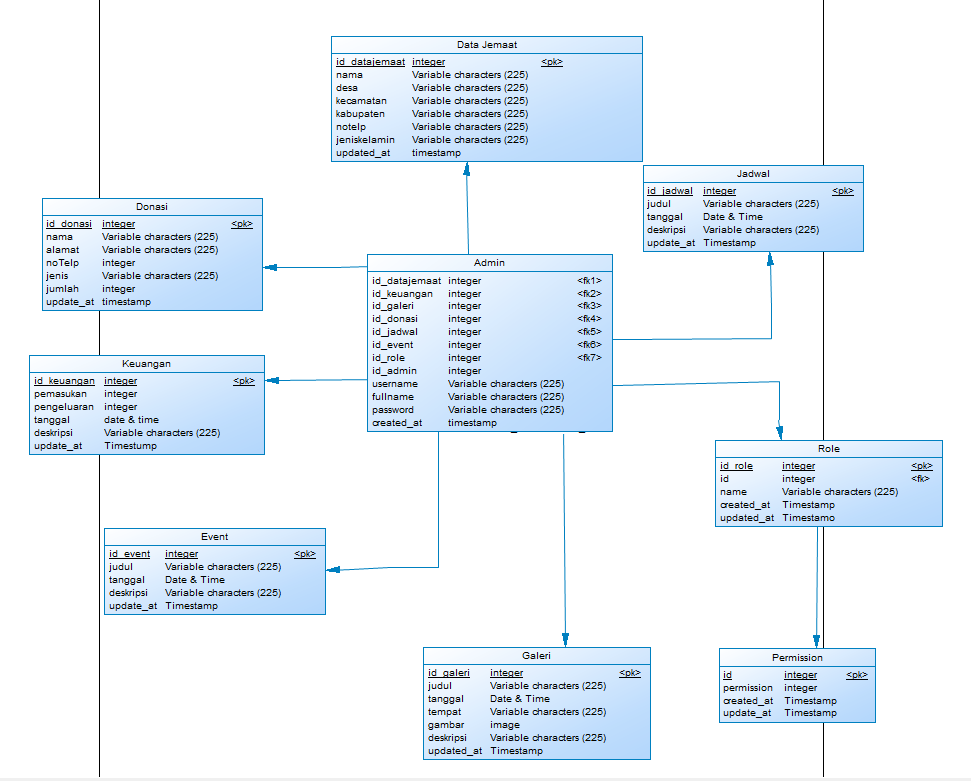 Data Jemaat
id_datajemaat integer <pk>
nama Variable characters (225)
desa Variable characters (225)
kecamatan Variable characters (225)
kabupaten Variable characters (225)
notelp Variable characters (225)
jeniskelamin Variable characters (225)
updated_at timestamp
Jadwal
id_jadwal integer <pk>
judul Variable characters (225)
tanggal Date & Time
deskripsi Variable characters (225)
update_at Timestamp
Donasi
id_donasi integer <pk>
nama Variable characters (225)
alamat Variable characters (225)
noTelp integer
jenis Variable characters (225)
jumlah integer
update_at timestamp
Admin
id_datajemaat integer <fk1>
id_keuangan integer <fk2>
id_galeri integer <fk3>
id_donasi integer <fk4>
id_jadwal integer <fk5>
id_event integer <fk6>
id_role integer <fk7>
id_admin integer
username Variable characters (225)
fullname Variable characters (225)
password Variable characters (225)
created_at timestamp
Keuangan
id_keuangan integer <pk>
pemasukan integer
pengeluaran integer
tanggal date & time
deskripsi Variable characters (225)
update_at Timestump
Role
id_role integer <pk>
id integer <fk>
name Variable characters (225)
created_at Timestamp
updated_at Timestamo
Event
id_event integer <pk>
judul Variable characters (225)
tanggal Date & Time
deskripsi Variable characters (225)
update_at Timestamp
Galeri
id_galeri integer <pk>
judul Variable characters (225)
tanggal Date & Time
tempat Variable characters (225)
gambar image
deskripsi Variable characters (225)
updated_at Timestamp
Permission
id integer <pk>
permission integer
created_at Timestamp
update_at Timestamp